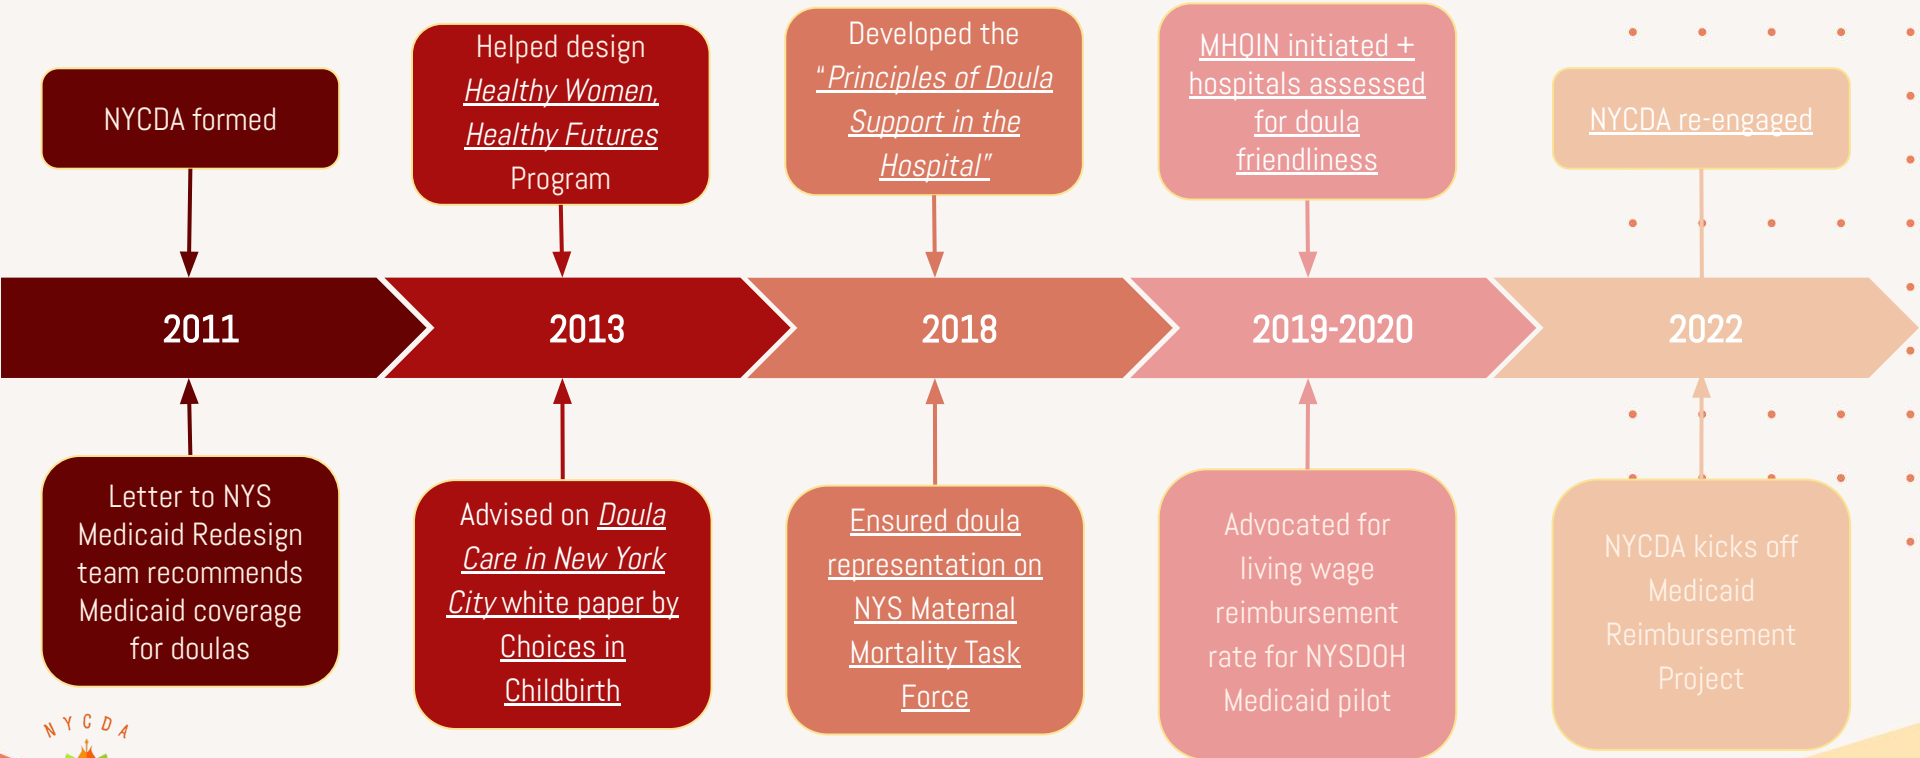 NYCDA formed
Helped design
Healthy Women,
Healthy Futures
Program
Developed the
“Principles of Doula
Support in the
Hospital”
MHQIN initiated +
hospitals assessed
for doula
friendliness
NYCDA re-engaged
2011
2013
2018
2019-2020
2022
Letter to NYS
Medicaid Redesign
team recommends
Medicaid coverage
for doulas
Advised on Doula
Care in New York
City white paper by
Choices in
Childbirth
Ensured doula
representation on
NYS Maternal
Mortality Task
Force
Advocated for
living wage
reimbursement
rate for NYSDOH
Medicaid pilot
NYCDA kicks off
Medicaid
Reimbursement
Project
NYCDA